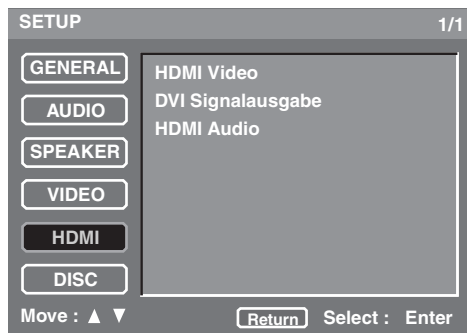 SETUP 1/1
GENERAL
AUDIO
SPEAKER
VIDEO
HDMI
DISC
HDMI Video
DVI Signalausgabe
HDMI Audio
Move : ▲ ▼ Return Select : Enter